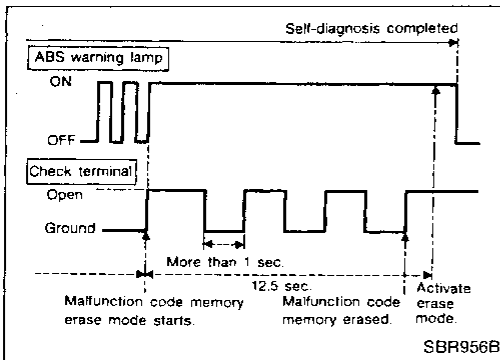 Self-diagnosis completed
ABS warning lamp
ON
OFF
Check terminal
Open
Ground
More than 1 sec.
12.5 sec.
Malfunction code memory
erase mode starts.
Malfunction code
memory erased.
Activate
erase
mode.
SBR956B